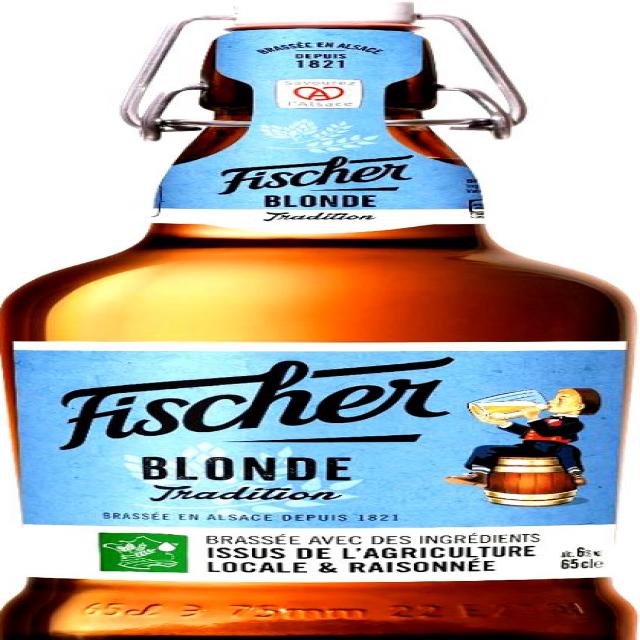 BRASSÉE EN ALSACE
DEPUIS
1821
Savourez
l'Alsace
Fischer
BLONDE
Tradition
Fischer
BLONDE
Tradition
BRASSÉE EN ALSACE DEPUIS 1821
BRASSÉE AVEC DES INGRÉDIENTS
ISSUS DE L'AGRICULTURE
LOCALE & RAISONNÉE
65cl e